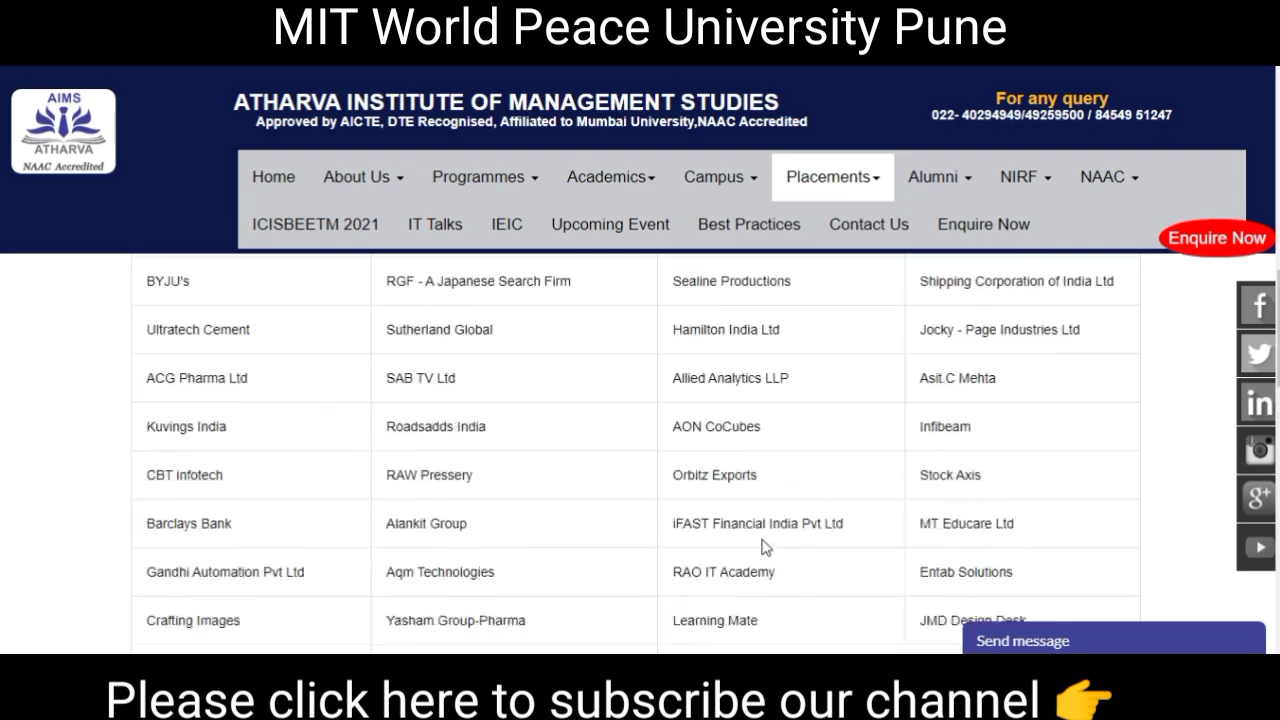 MIT World Peace University Pune
AIMS
ATHARVA
NAAC Accredited
ATHARVA INSTITUTE OF MANAGEMENT STUDIES
Approved by AICTE, DTE Recognised, Affiliated to Mumbai University,NAAC Accredited
For any query
022- 40294949/49259500 / 84549 51247
Home About Us Programmes Academics Campus Placements Alumni NIRF NAAC
ICISBEETM 2021 IT Talks IEIC Upcoming Event Best Practices Contact Us Enquire Now
Enquire Now
BYJU's RGF - A Japanese Search Firm Sealine Productions Shipping Corporation of India Ltd
Ultratech Cement Sutherland Global Hamilton India Ltd Jocky - Page Industries Ltd
ACG Pharma Ltd SAB TV Ltd Allied Analytics LLP Asit.C Mehta
Kuvings India Roadsadds India AON CoCubes Infibeam
CBT infotech RAW Pressery Orbitz Exports Stock Axis
Barclays Bank Alankit Group iFAST Financial India Pvt Ltd MT Educare Ltd
Gandhi Automation Pvt Ltd Aqm Technologies RAO IT Academy Entab Solutions
Crafting Images Yasham Group-Pharma Learning Mate JMD Design Desk
Send message
Please click here to subscribe our channel 👉